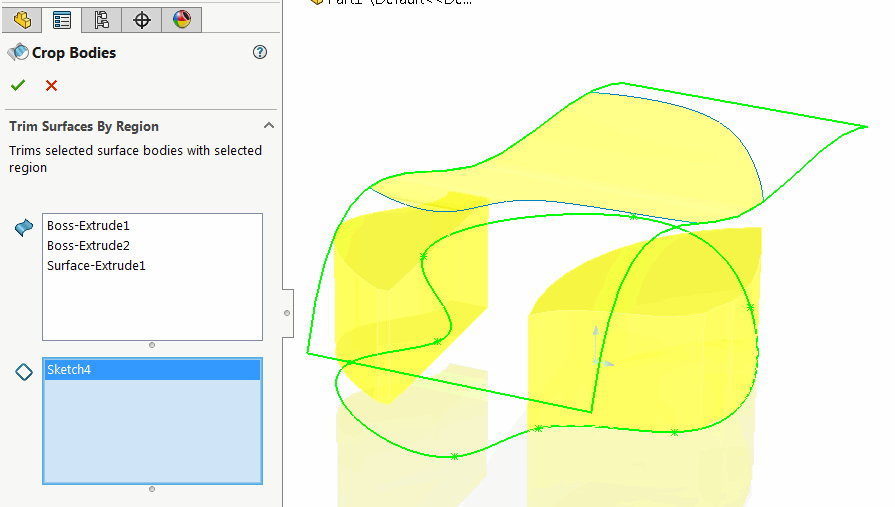 Part1 (Default<<De...
Crop Bodies
Trim Surfaces By Region
Trims selected surface bodies with selected
region
Boss-Extrude1
Boss-Extrude2
Surface-Extrude1
Sketch4